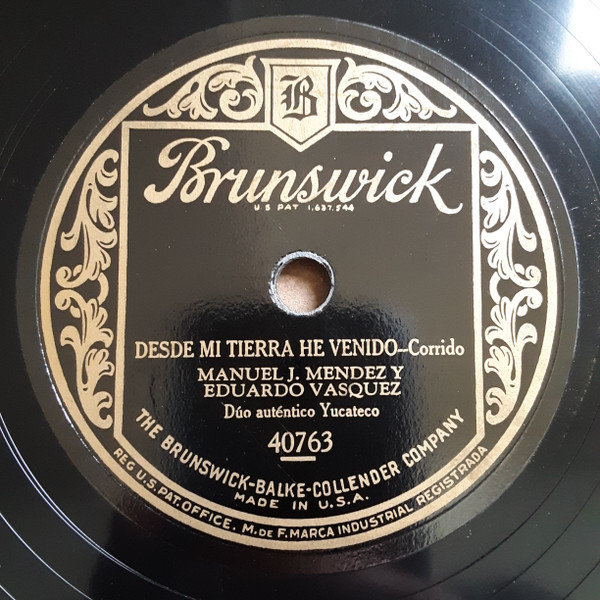 B
Brunswick
U S PAT 1,637,544
DESDE MI TIERRA HE VENIDO–Corrido
MANUEL J. MENDEZ Y
EDUARDO VASQUEZ
Dúo auténtico Yucateco
40763
THE BRUNSWICK-BALKE-COLLENDER COMPANY
MADE IN U.S.A.
REG U.S. PAT. OFFICE. M. DE F. MARCA INDUSTRIAL REGISTRADA